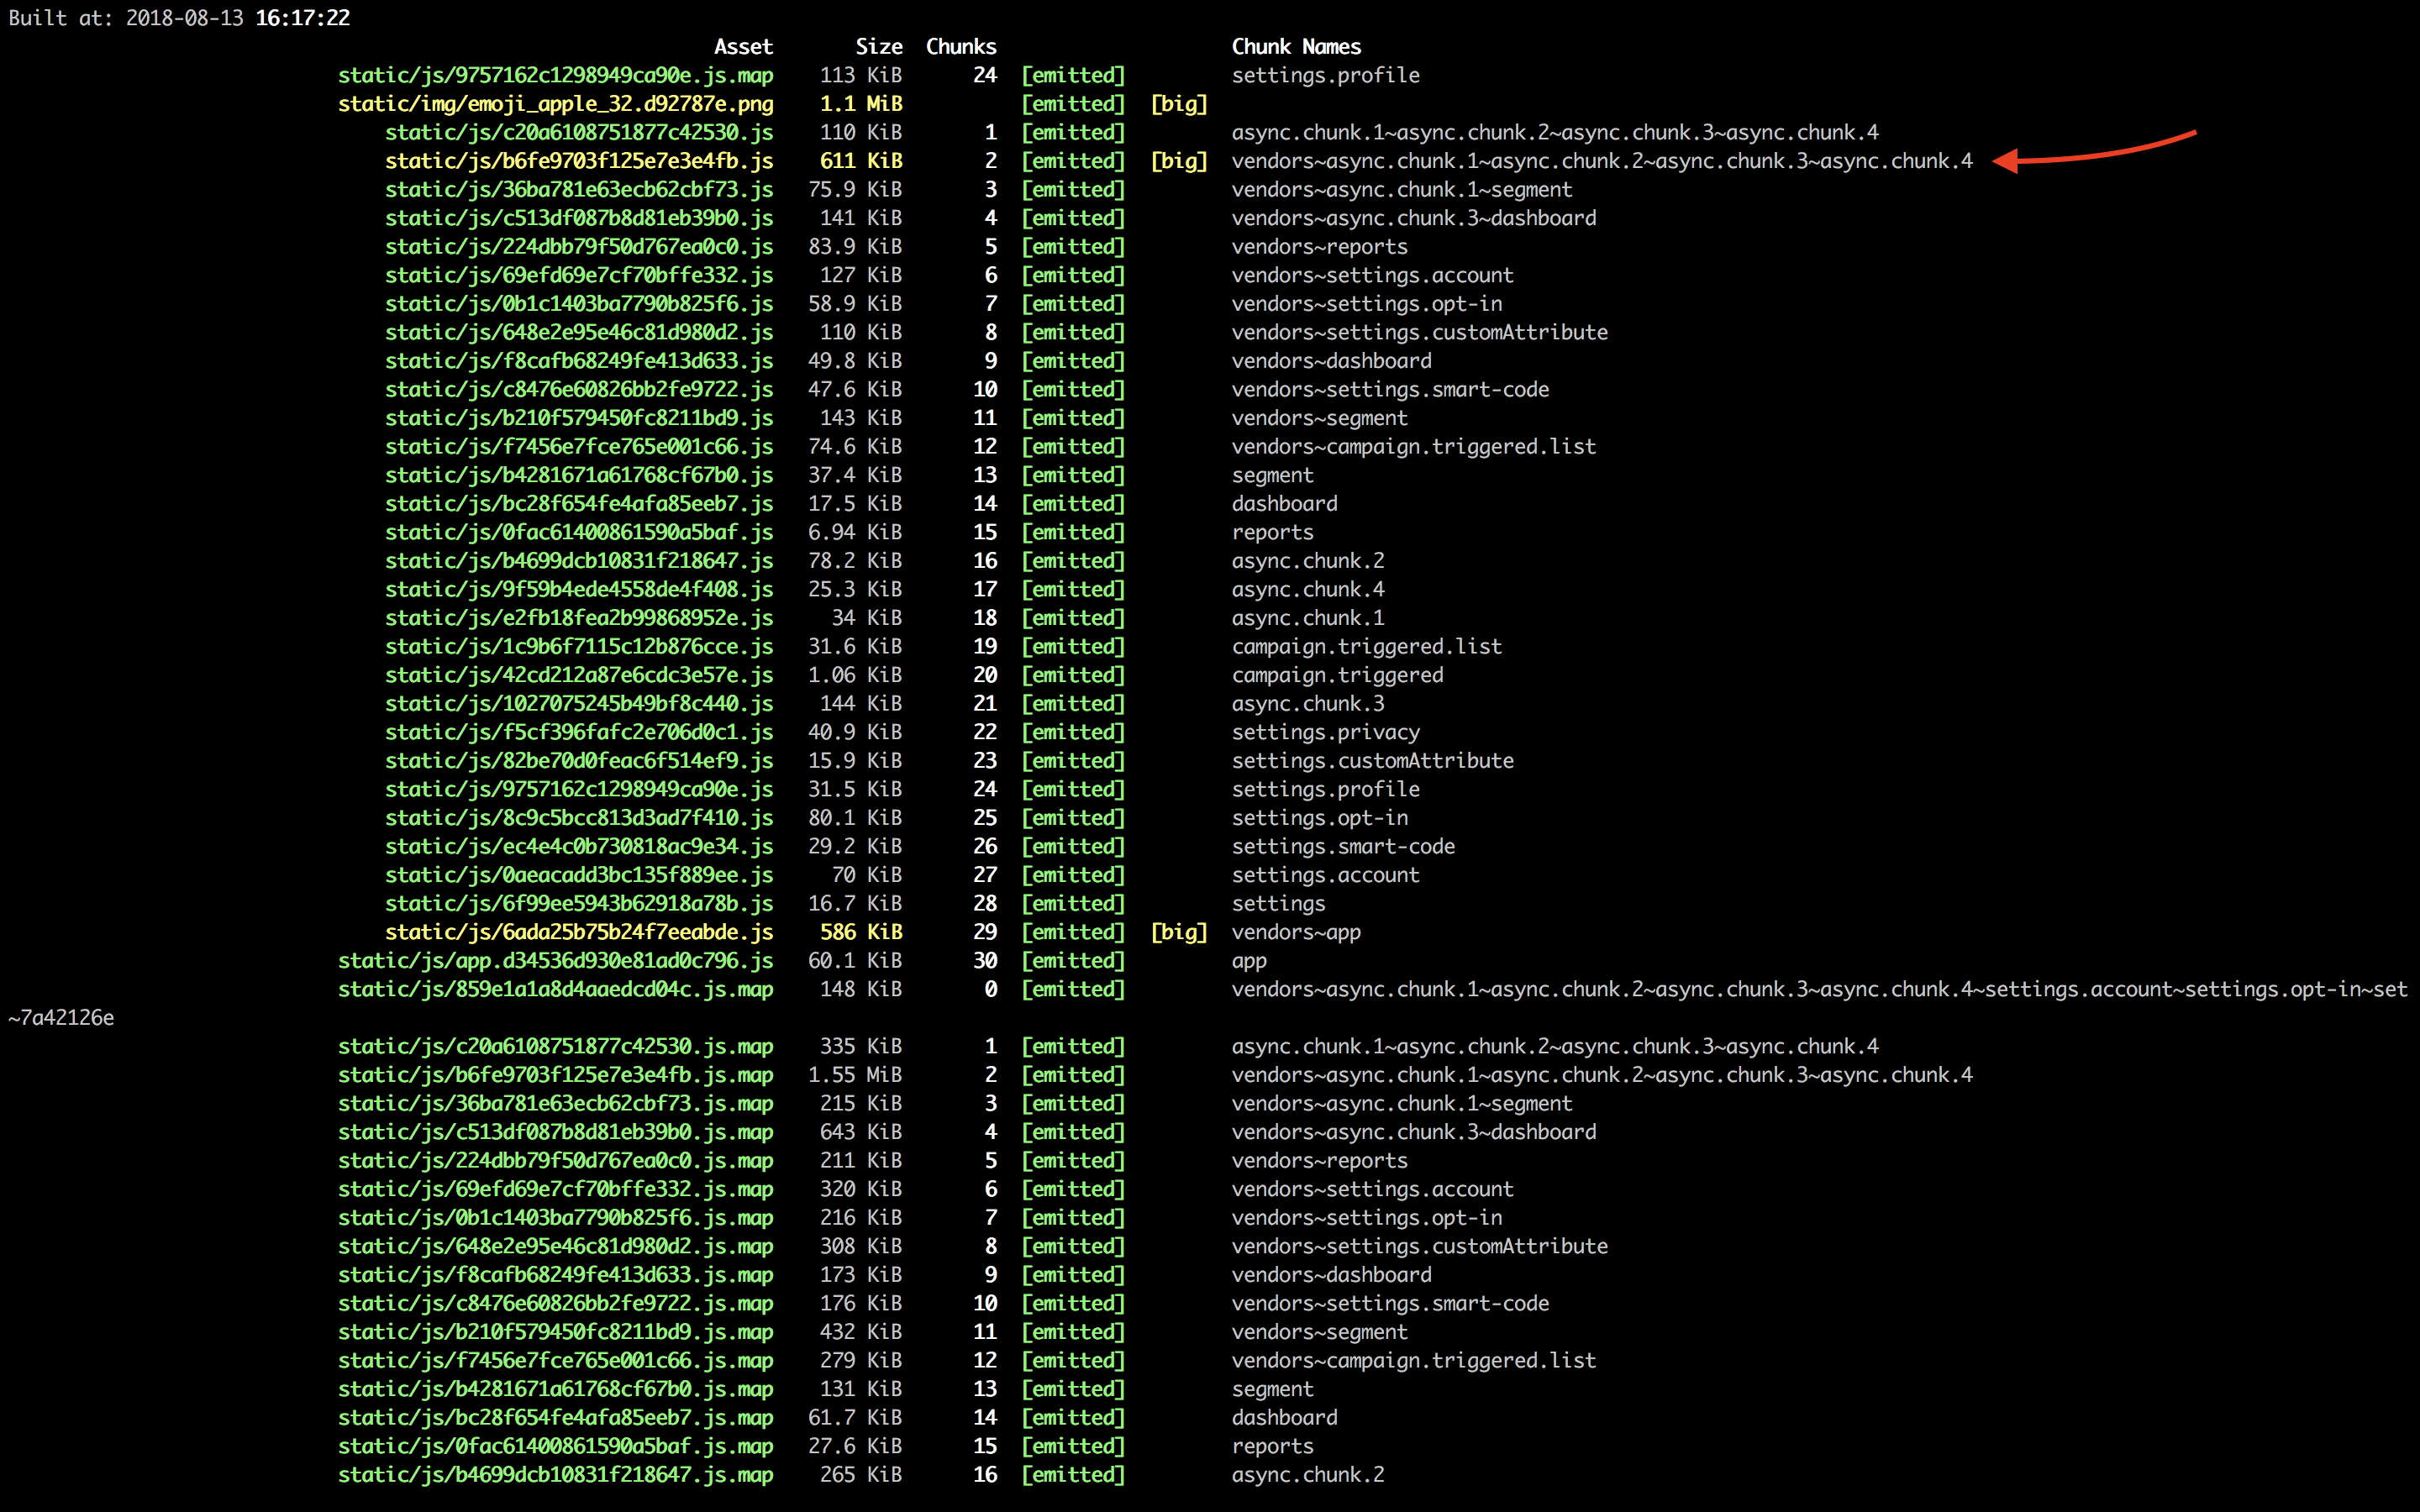 Built at: 2018-08-13 16:17:22
Asset Size Chunks Chunk Names
static/js/9757162c1298949ca90e.js.map 113 KiB 24 [emitted] settings.profile
static/img/emoji_apple_32.d92787e.png 1.1 MiB [emitted] [big]
static/js/c20a6108751877c42530.js 110 KiB 1 [emitted] async.chunk.1~async.chunk.2~async.chunk.3~async.chunk.4
static/js/b6fe9703f125e7e3e4fb.js 611 KiB 2 [emitted] [big] vendors~async.chunk.1~async.chunk.2~async.chunk.3~async.chunk.4
static/js/36ba781e63ecb62cbf73.js 75.9 KiB 3 [emitted] vendors~async.chunk.1~segment
static/js/c513df087b8d81eb39b0.js 141 KiB 4 [emitted] vendors~async.chunk.3~dashboard
static/js/224dbb79f50d767ea0c0.js 83.9 KiB 5 [emitted] vendors~reports
static/js/69efd69e7cf70bffe332.js 127 KiB 6 [emitted] vendors~settings.account
static/js/0b1c1403ba7790b825f6.js 58.9 KiB 7 [emitted] vendors~settings.opt-in
static/js/648e2e95e46c81d980d2.js 110 KiB 8 [emitted] vendors~settings.customAttribute
static/js/f8cafb68249fe413d633.js 49.8 KiB 9 [emitted] vendors~dashboard
static/js/c8476e60826bb2fe9722.js 47.6 KiB 10 [emitted] vendors~settings.smart-code
static/js/b210f579450fc8211bd9.js 143 KiB 11 [emitted] vendors~segment
static/js/f7456e7fce765e001c66.js 74.6 KiB 12 [emitted] vendors~campaign.triggered.list
static/js/b4281671a61768cf67b0.js 37.4 KiB 13 [emitted] segment
static/js/bc28f654fe4afa85eeb7.js 17.5 KiB 14 [emitted] dashboard
static/js/0fac61400861590a5baf.js 6.94 KiB 15 [emitted] reports
static/js/b4699dcb10831f218647.js 78.2 KiB 16 [emitted] async.chunk.2
static/js/9f59b4ede4558de4f408.js 25.3 KiB 17 [emitted] async.chunk.4
static/js/e2fb18fea2b99868952e.js 34 KiB 18 [emitted] async.chunk.1
static/js/1c9b6f7115c12b876cce.js 31.6 KiB 19 [emitted] campaign.triggered.list
static/js/42cd212a87e6cdc3e57e.js 1.06 KiB 20 [emitted] campaign.triggered
static/js/1027075245b49bf8c440.js 144 KiB 21 [emitted] async.chunk.3
static/js/f5cf396fafc2e706d0c1.js 40.9 KiB 22 [emitted] settings.privacy
static/js/82be70d0feac6f514ef9.js 15.9 KiB 23 [emitted] settings.customAttribute
static/js/9757162c1298949ca90e.js 31.5 KiB 24 [emitted] settings.profile
static/js/8c9c5bcc813d3ad7f410.js 80.1 KiB 25 [emitted] settings.opt-in
static/js/ec4e4c0b730818ac9e34.js 29.2 KiB 26 [emitted] settings.smart-code
static/js/0aeacadd3bc135f889ee.js 70 KiB 27 [emitted] settings.account
static/js/6f99ee5943b62918a78b.js 16.7 KiB 28 [emitted] settings
static/js/6ada25b75b24f7eeabde.js 586 KiB 29 [emitted] [big] vendors~app
static/js/app.d34536d930e81ad0c796.js 60.1 KiB 30 [emitted] app
static/js/859e1a1a8d4aaedcd04c.js.map 148 KiB 0 [emitted] vendors~async.chunk.1~async.chunk.2~async.chunk.3~async.chunk.4~settings.account~settings.opt-in~set
~7a42126e
static/js/c20a6108751877c42530.js.map 335 KiB 1 [emitted] async.chunk.1~async.chunk.2~async.chunk.3~async.chunk.4
static/js/b6fe9703f125e7e3e4fb.js.map 1.55 MiB 2 [emitted] vendors~async.chunk.1~async.chunk.2~async.chunk.3~async.chunk.4
static/js/36ba781e63ecb62cbf73.js.map 215 KiB 3 [emitted] vendors~async.chunk.1~segment
static/js/c513df087b8d81eb39b0.js.map 643 KiB 4 [emitted] vendors~async.chunk.3~dashboard
static/js/224dbb79f50d767ea0c0.js.map 211 KiB 5 [emitted] vendors~reports
static/js/69efd69e7cf70bffe332.js.map 320 KiB 6 [emitted] vendors~settings.account
static/js/0b1c1403ba7790b825f6.js.map 216 KiB 7 [emitted] vendors~settings.opt-in
static/js/648e2e95e46c81d980d2.js.map 308 KiB 8 [emitted] vendors~settings.customAttribute
static/js/f8cafb68249fe413d633.js.map 173 KiB 9 [emitted] vendors~dashboard
static/js/c8476e60826bb2fe9722.js.map 176 KiB 10 [emitted] vendors~settings.smart-code
static/js/b210f579450fc8211bd9.js.map 432 KiB 11 [emitted] vendors~segment
static/js/f7456e7fce765e001c66.js.map 279 KiB 12 [emitted] vendors~campaign.triggered.list
static/js/b4281671a61768cf67b0.js.map 131 KiB 13 [emitted] segment
static/js/bc28f654fe4afa85eeb7.js.map 61.7 KiB 14 [emitted] dashboard
static/js/0fac61400861590a5baf.js.map 27.6 KiB 15 [emitted] reports
static/js/b4699dcb10831f218647.js.map 265 KiB 16 [emitted] async.chunk.2